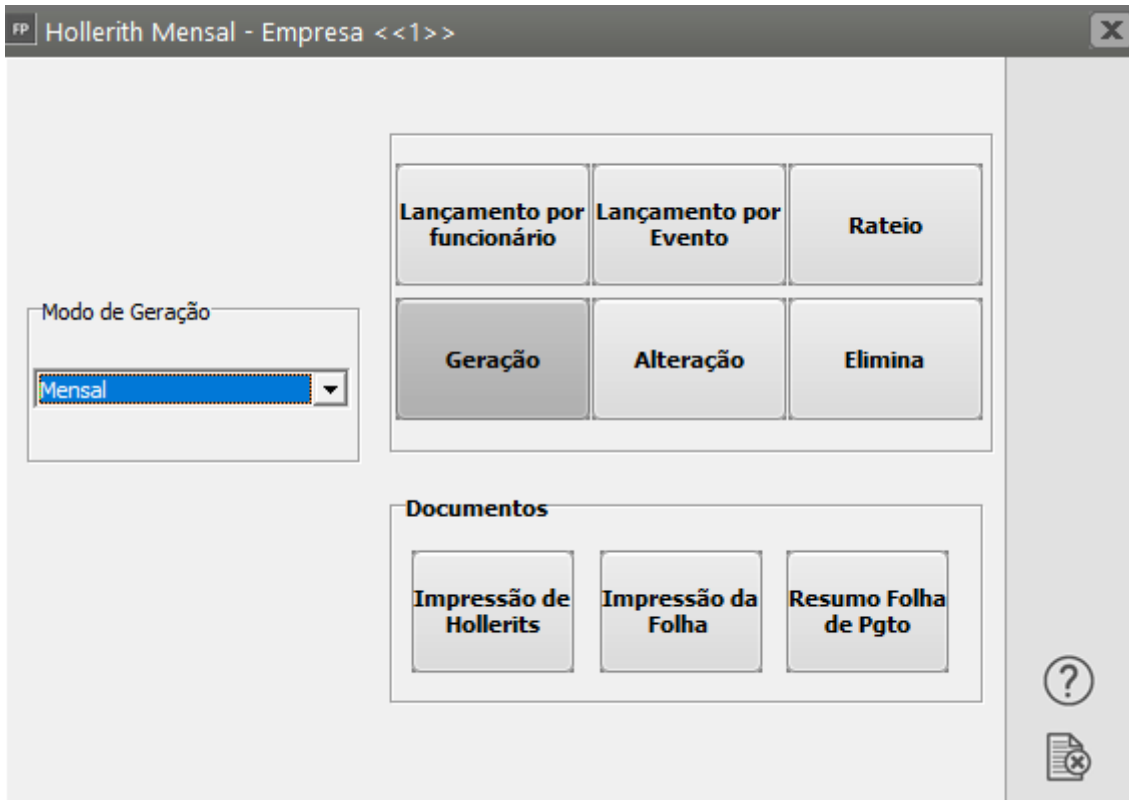 FP Hollerith Mensal - Empresa <<1>>
Lançamento por
funcionário
Lançamento por
Evento
Rateio
Modo de Geração
Mensal
Geração
Alteração
Elimina
Documentos
Impressão de
Hollerits
Impressão da
Folha
Resumo Folha
de Pgto
?